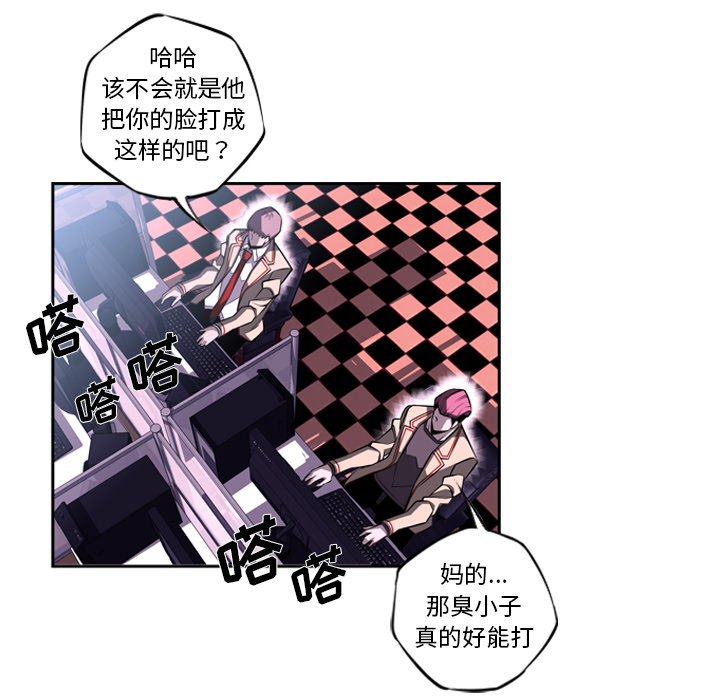 哈哈
该不会就是他
把你的脸打成
这样的吧？
嗒
嗒
嗒
嗒
嗒
妈的...
那臭小子
真的好能打